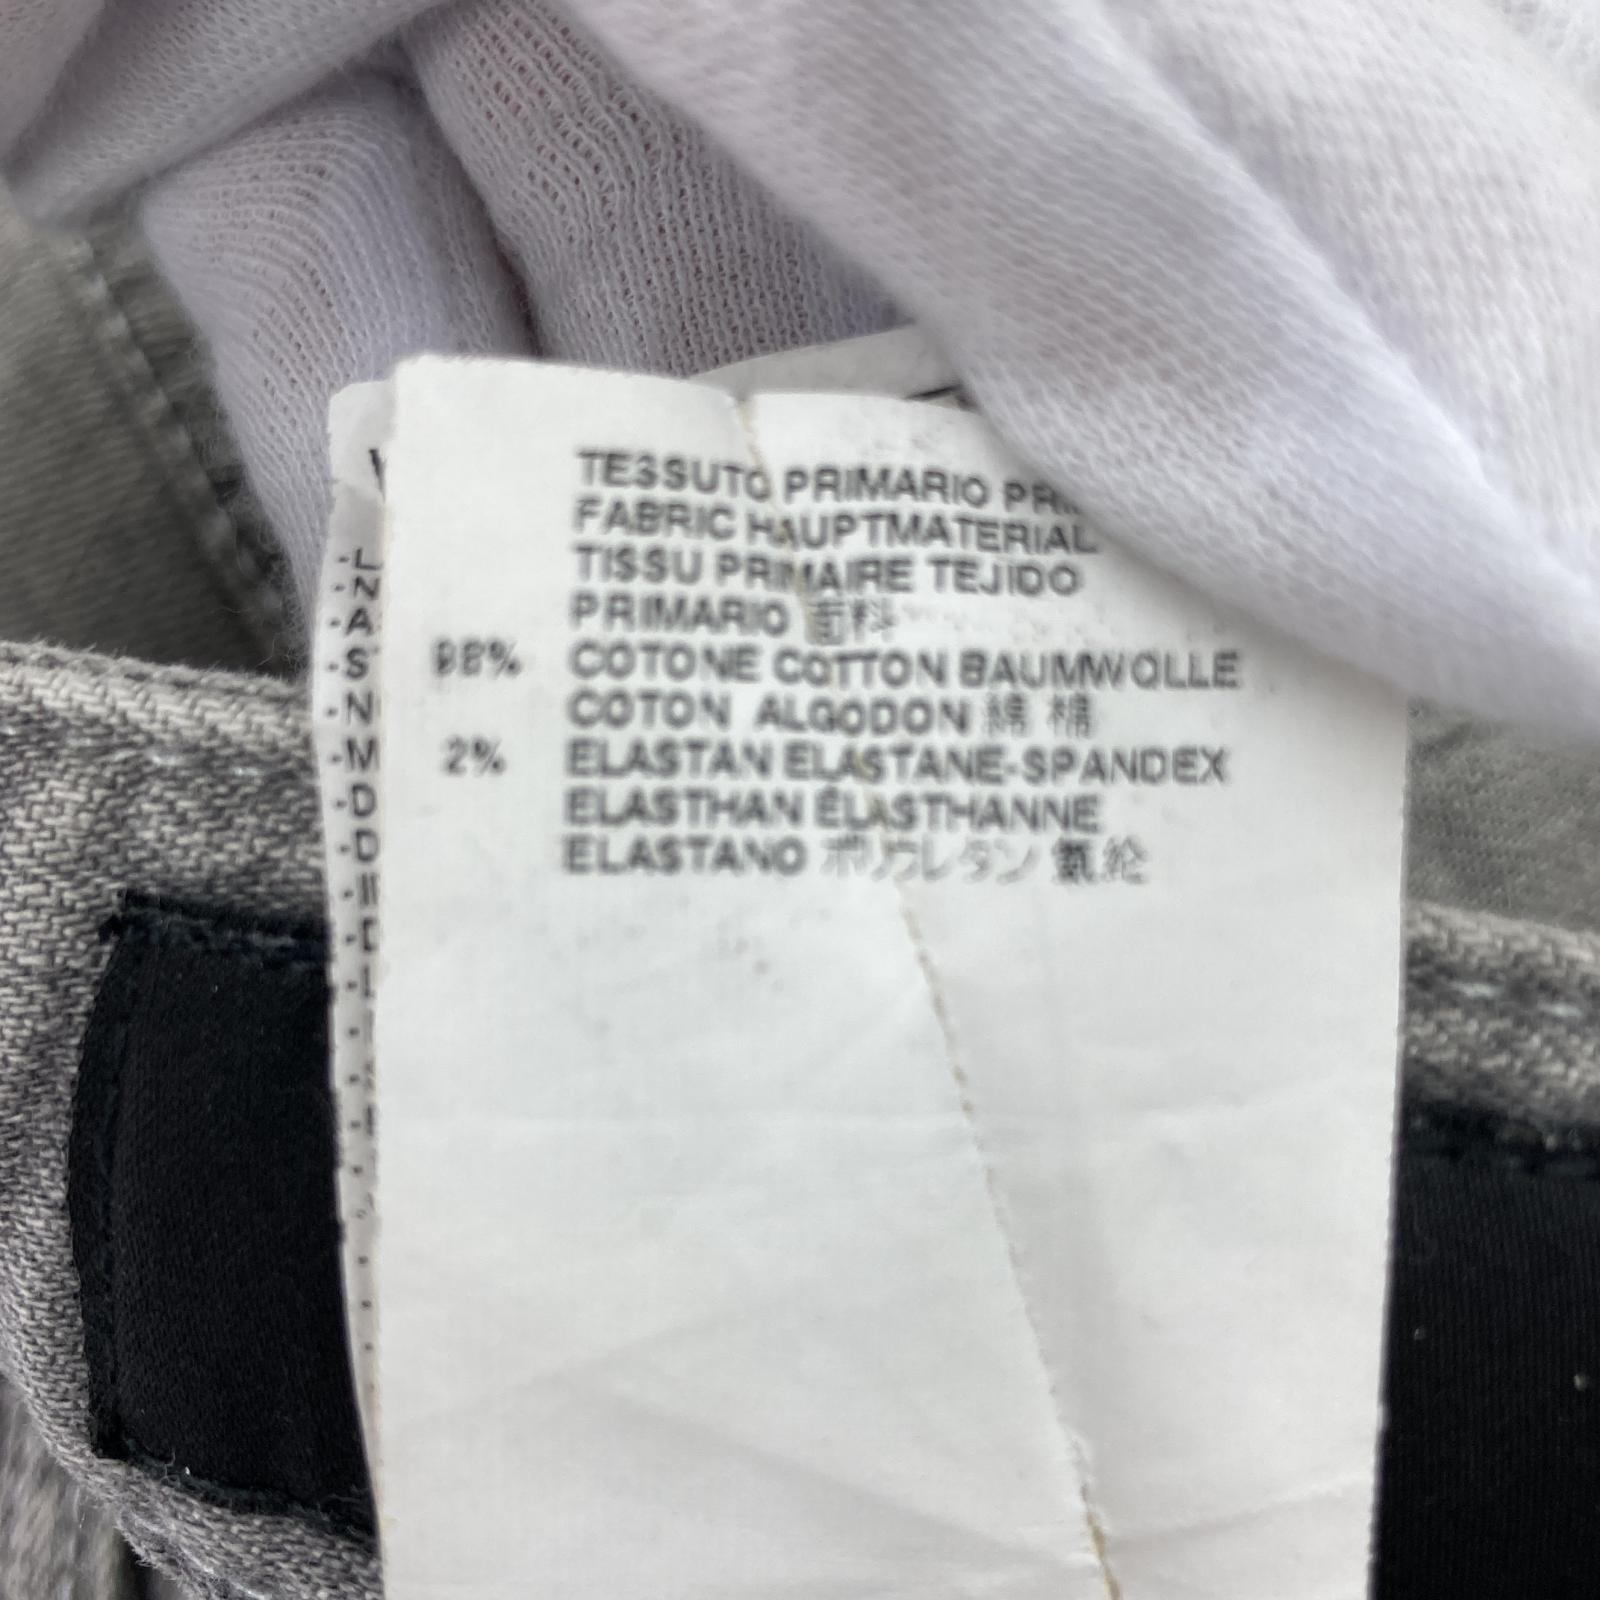 TESSUTO PRIMARIO
FABRIC HAUPTMATERIAL
TISSU PRIMAIRE TEJIDO
PRIMARIO 面料
98% COTONE COTTON BAUMWOLLE
COTON ALGODON 綿 棉
2% ELASTAN ELASTANE-SPANDEX
ELASTHAN ÉLASTHANNE
ELASTANO ポリウレタン 氨纶
-L
-N
-A
-S
-N
-M
-D
-D